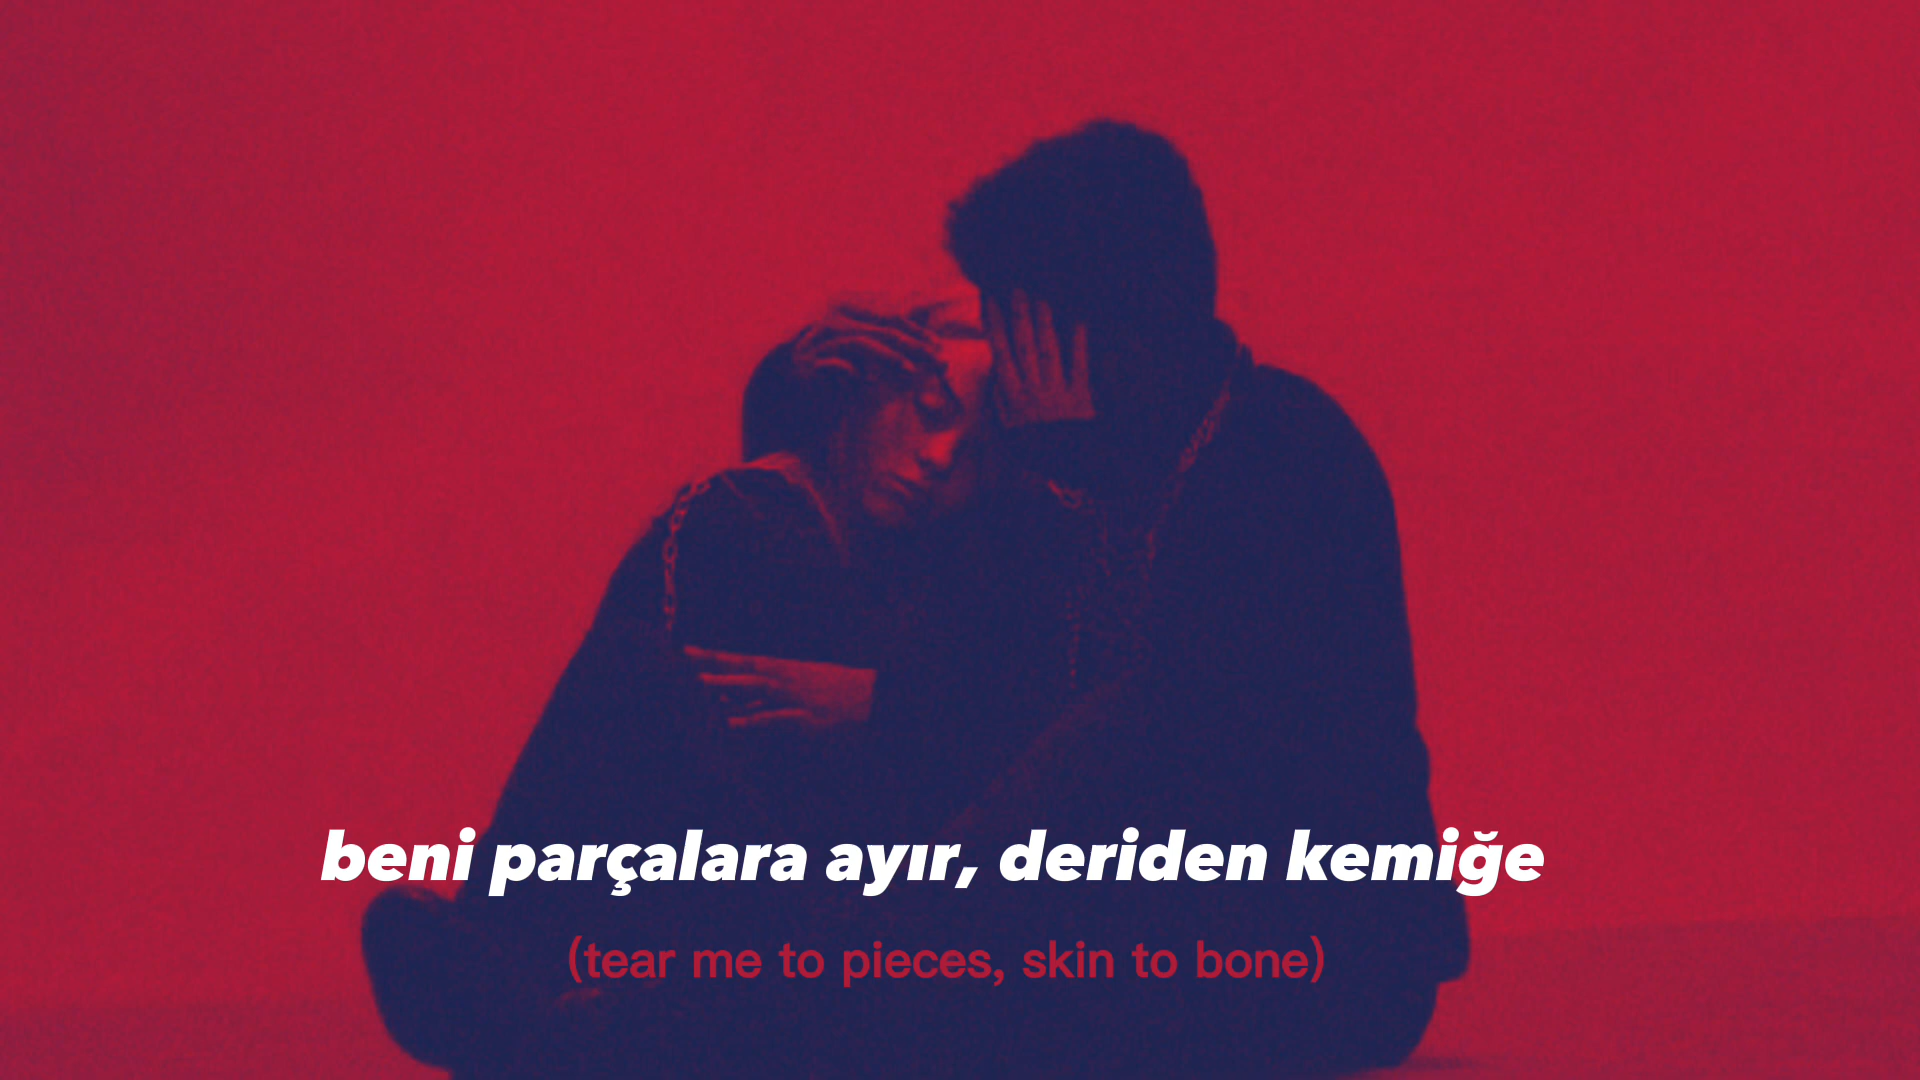 beni parçalara ayır, deriden kemiğe
(tear me to pieces, skin to bone)